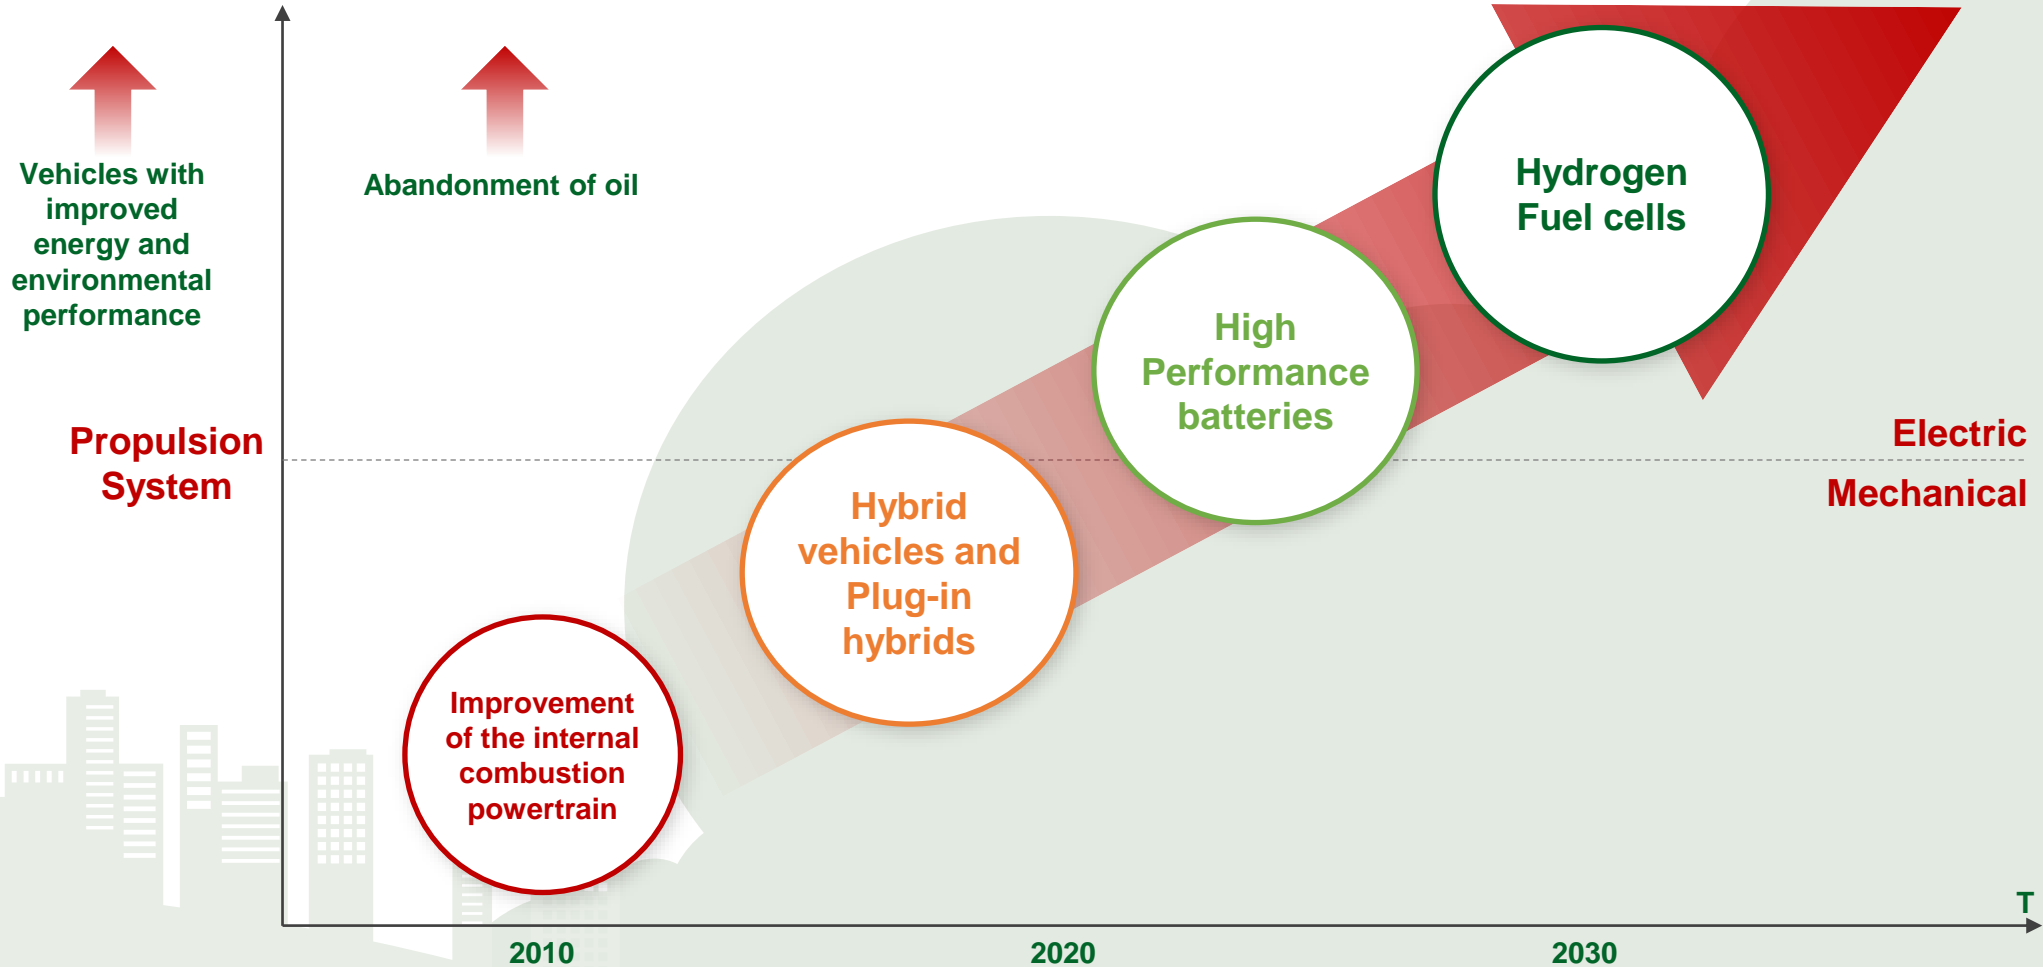 Vehicles with
improved
energy and
environmental
performance
Abandonment of oil
Hydrogen
Fuel cells
High
Performance
batteries
Propulsion
System
Electric
Mechanical
Hybrid
vehicles and
Plug-in
hybrids
Improvement
of the internal
combustion
powertrain
T
2010
2020
2030